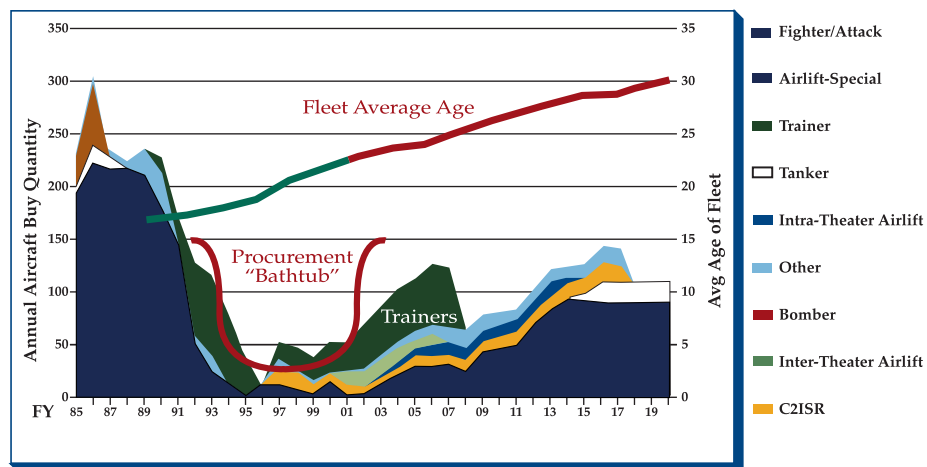 350
300
250
200
150
100
50
0
Annual Aircraft Buy Quantity
35
30
25
20
15
10
5
0
Avg Age of Fleet
Fleet Average Age
Procurement
“Bathtub”
Trainers
FY
85 87 89 91 93 95 97 99 01 03 05 07 09 11 13 15 17 19
Fighter/Attack
Airlift-Special
Trainer
Tanker
Intra-Theater Airlift
Other
Bomber
Inter-Theater Airlift
C2ISR